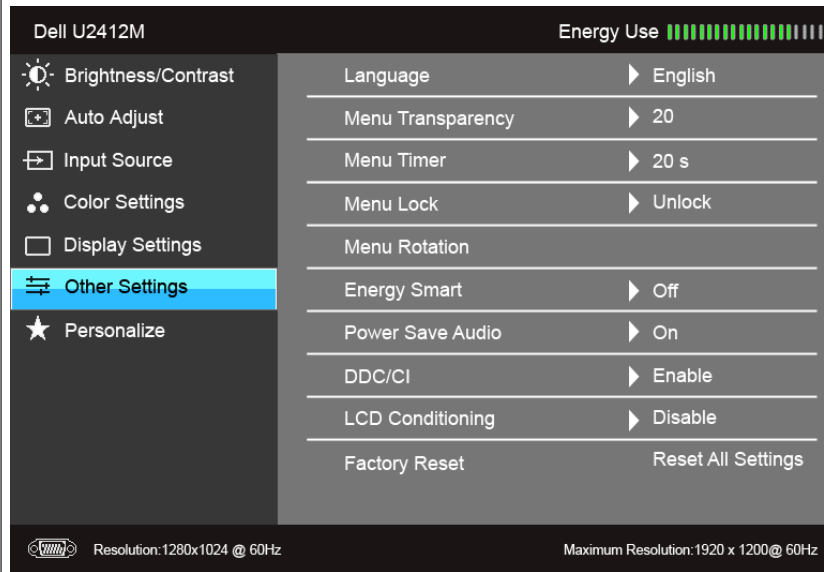 Dell U2412M Energy Use
Brightness/Contrast
Auto Adjust
Input Source
Color Settings
Display Settings
Other Settings
Personalize
Language English
Menu Transparency 20
Menu Timer 20 s
Menu Lock Unlock
Menu Rotation
Energy Smart Off
Power Save Audio On
DDC/CI Enable
LCD Conditioning Disable
Factory Reset Reset All Settings
Resolution:1280x1024 @ 60Hz Maximum Resolution:1920 x 1200@ 60Hz